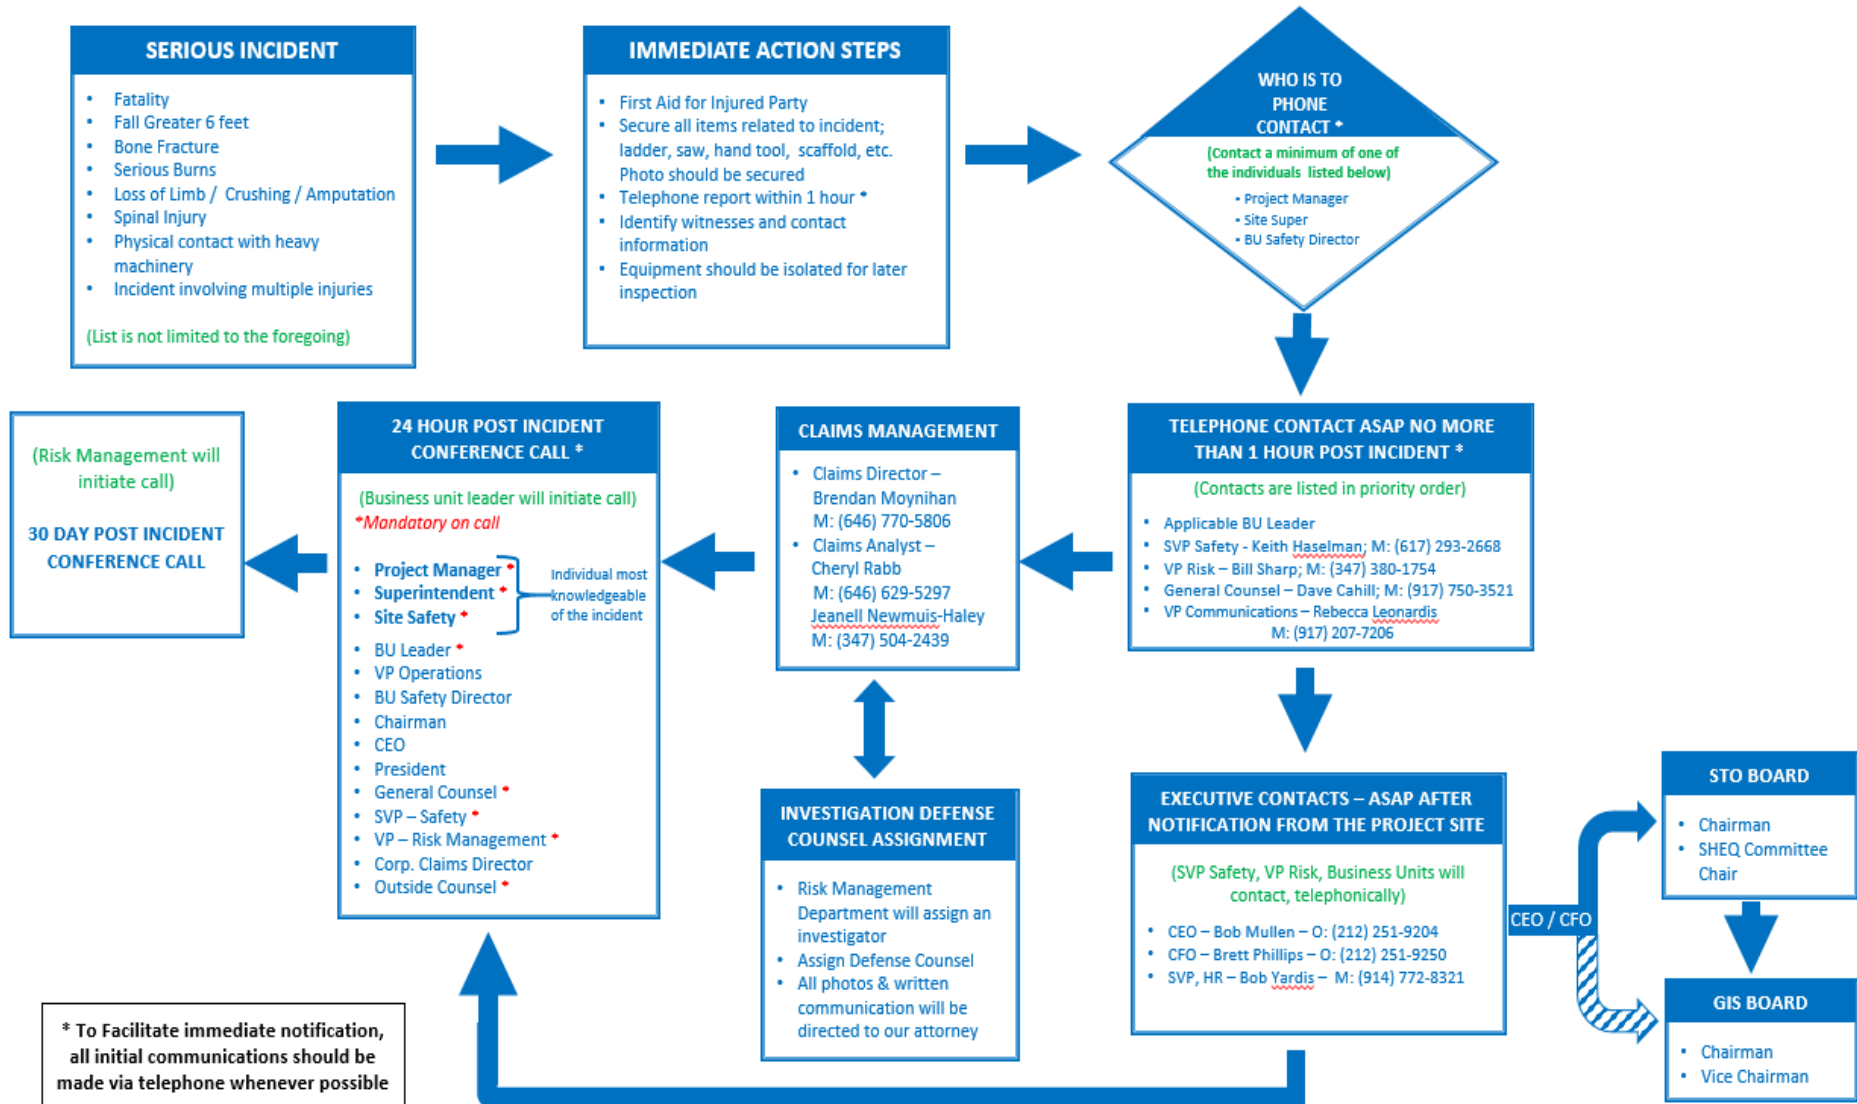 SERIOUS INCIDENT
• Fatality
• Fall Greater 6 feet
• Bone Fracture
• Serious Burns
• Loss of Limb / Crushing / Amputation
• Spinal Injury
• Physical contact with heavy
machinery
• Incident involving multiple injuries
(List is not limited to the foregoing)
IMMEDIATE ACTION STEPS
• First Aid for Injured Party
• Secure all items related to incident;
ladder, saw, hand tool, scaffold, etc.
Photo should be secured
• Telephone report within 1 hour *
• Identify witnesses and contact
information
• Equipment should be isolated for later
inspection
WHO IS TO
PHONE
CONTACT *
(Contact a minimum of one of
the individuals listed below)
▪ Project Manager
▪ Site Super
▪ BU Safety Director
TELEPHONE CONTACT ASAP NO MORE
THAN 1 HOUR POST INCIDENT *
(Contacts are listed in priority order)
• Applicable BU Leader
• SVP Safety - Keith Haselman; M: (617) 293-2668
• VP Risk – Bill Sharp; M: (347) 380-1754
• General Counsel – Dave Cahill; M: (917) 750-3521
• VP Communications – Rebecca Leonardis
M: (917) 207-7206
CLAIMS MANAGEMENT
• Claims Director –
Brendan Moynihan
M: (646) 770-5806
• Claims Analyst –
Cheryl Rabb
M: (646) 629-5297
Jeanell Newmuis-Haley
M: (347) 504-2439
24 HOUR POST INCIDENT
CONFERENCE CALL *
(Business unit leader will initiate call)
*Mandatory on call
• Project Manager *
• Superintendent *
• Site Safety *
Individual most
knowledgeable
of the incident
• BU Leader *
• VP Operations
• BU Safety Director
• Chairman
• CEO
• President
• General Counsel *
• SVP – Safety *
• VP – Risk Management *
• Corp. Claims Director
• Outside Counsel *
(Risk Management will
initiate call)
30 DAY POST INCIDENT
CONFERENCE CALL
INVESTIGATION DEFENSE
COUNSEL ASSIGNMENT
• Risk Management
Department will assign an
investigator
• Assign Defense Counsel
• All photos & written
communication will be
directed to our attorney
EXECUTIVE CONTACTS – ASAP AFTER
NOTIFICATION FROM THE PROJECT SITE
(SVP Safety, VP Risk, Business Units will
contact, telephonically)
• CEO – Bob Mullen – O: (212) 251-9204
• CFO – Brett Phillips – O: (212) 251-9250
• SVP, HR – Bob Yardis – M: (914) 772-8321
CEO / CFO
STO BOARD
• Chairman
• SHEQ Committee
Chair
GIS BOARD
• Chairman
• Vice Chairman
* To Facilitate immediate notification,
all initial communications should be
made via telephone whenever possible